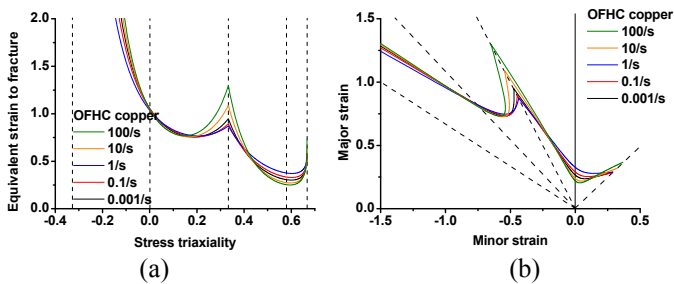 OFHC copper
100/s
10/s
1/s
0.1/s
0.001/s
Equivalent strain to fracture
2.0
1.5
1.0
0.5
0.0
-0.4 -0.2 0.0 0.2 0.4 0.6 0.8
Stress triaxiality
(a)
OFHC copper
100/s
10/s
1/s
0.1/s
0.001/s
Major strain
1.5
1.0
0.5
0.0
-1.5 -1.0 -0.5 0.0 0.5
Minor strain
(b)